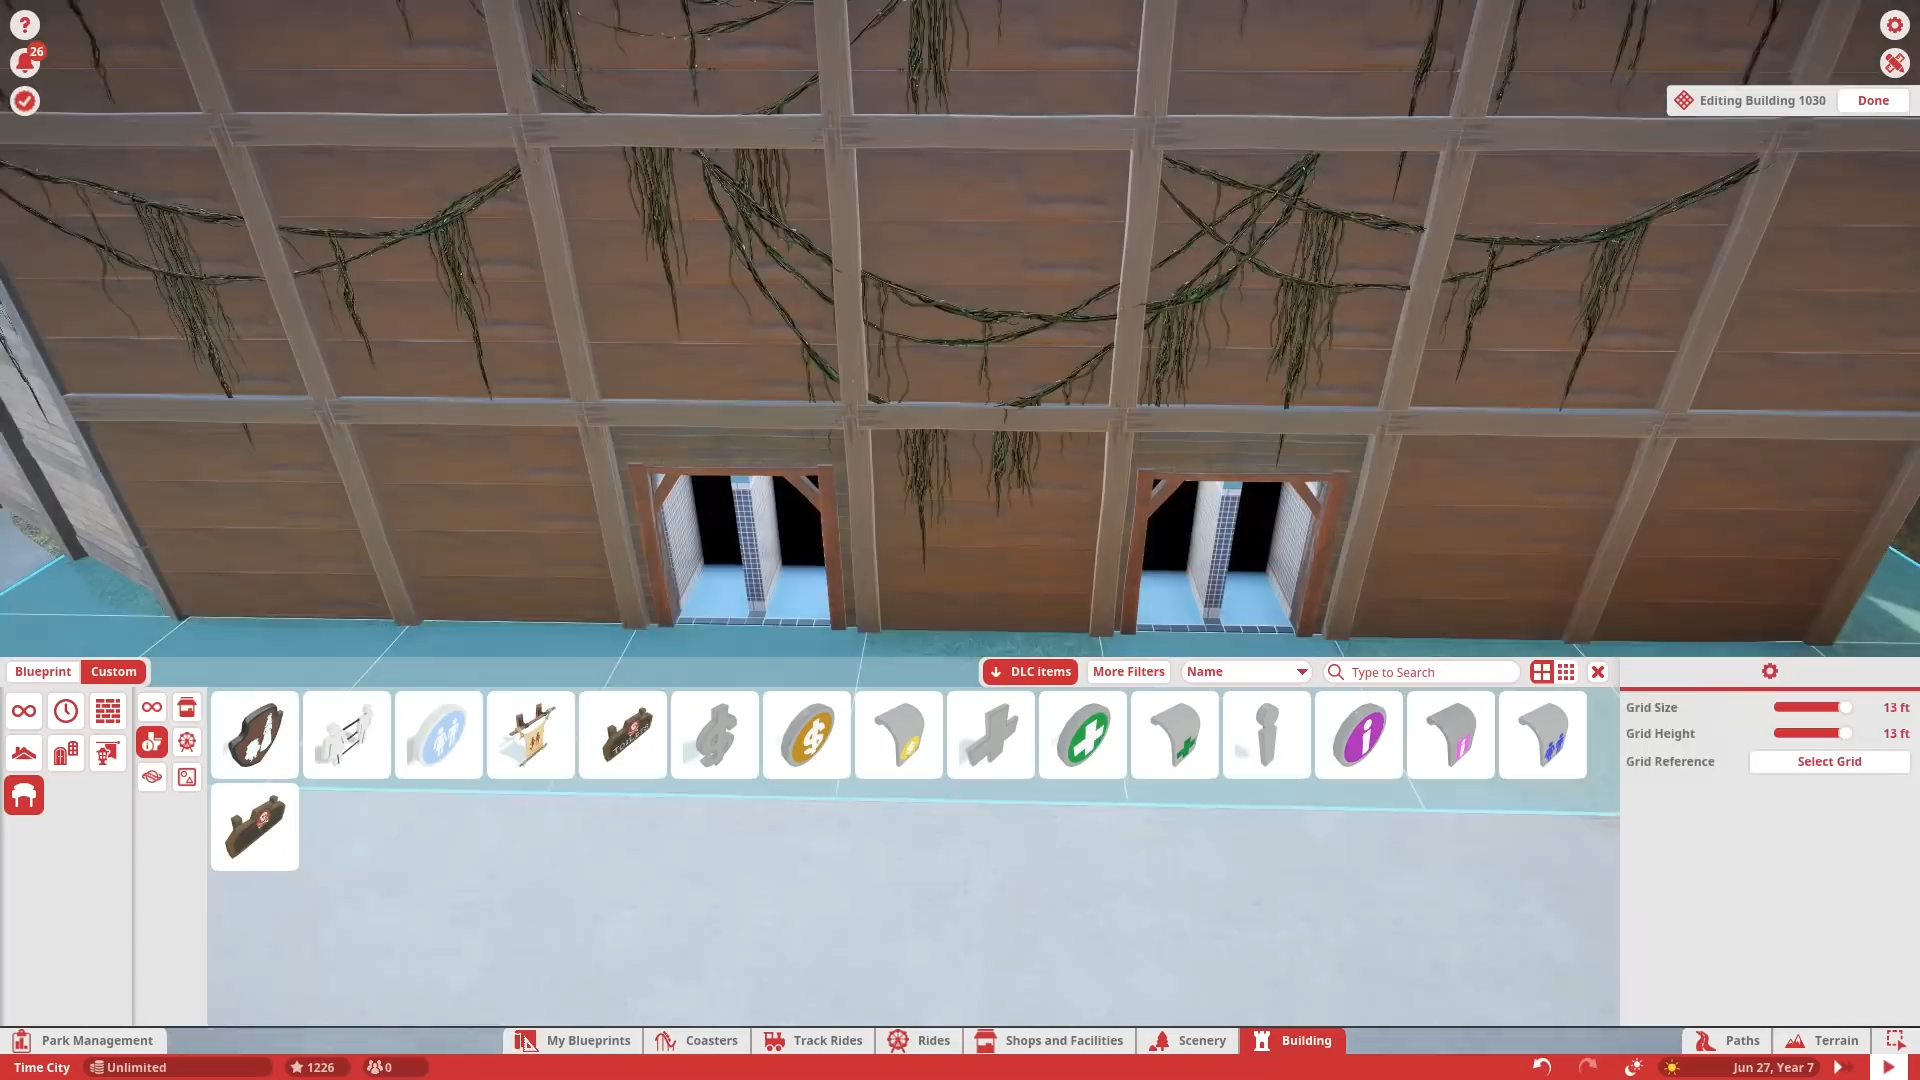 26
Editing Building 1030
Done
Blueprint
Custom
DLC items
More Filters
Name
Type to Search
Grid Size
13 ft
Grid Height
13 ft
Grid Reference
Select Grid
Park Management
My Blueprints
Coasters
Track Rides
Rides
Shops and Facilities
Scenery
Building
Paths
Terrain
Time City
Unlimited
1226
0
Jun 27, Year 7